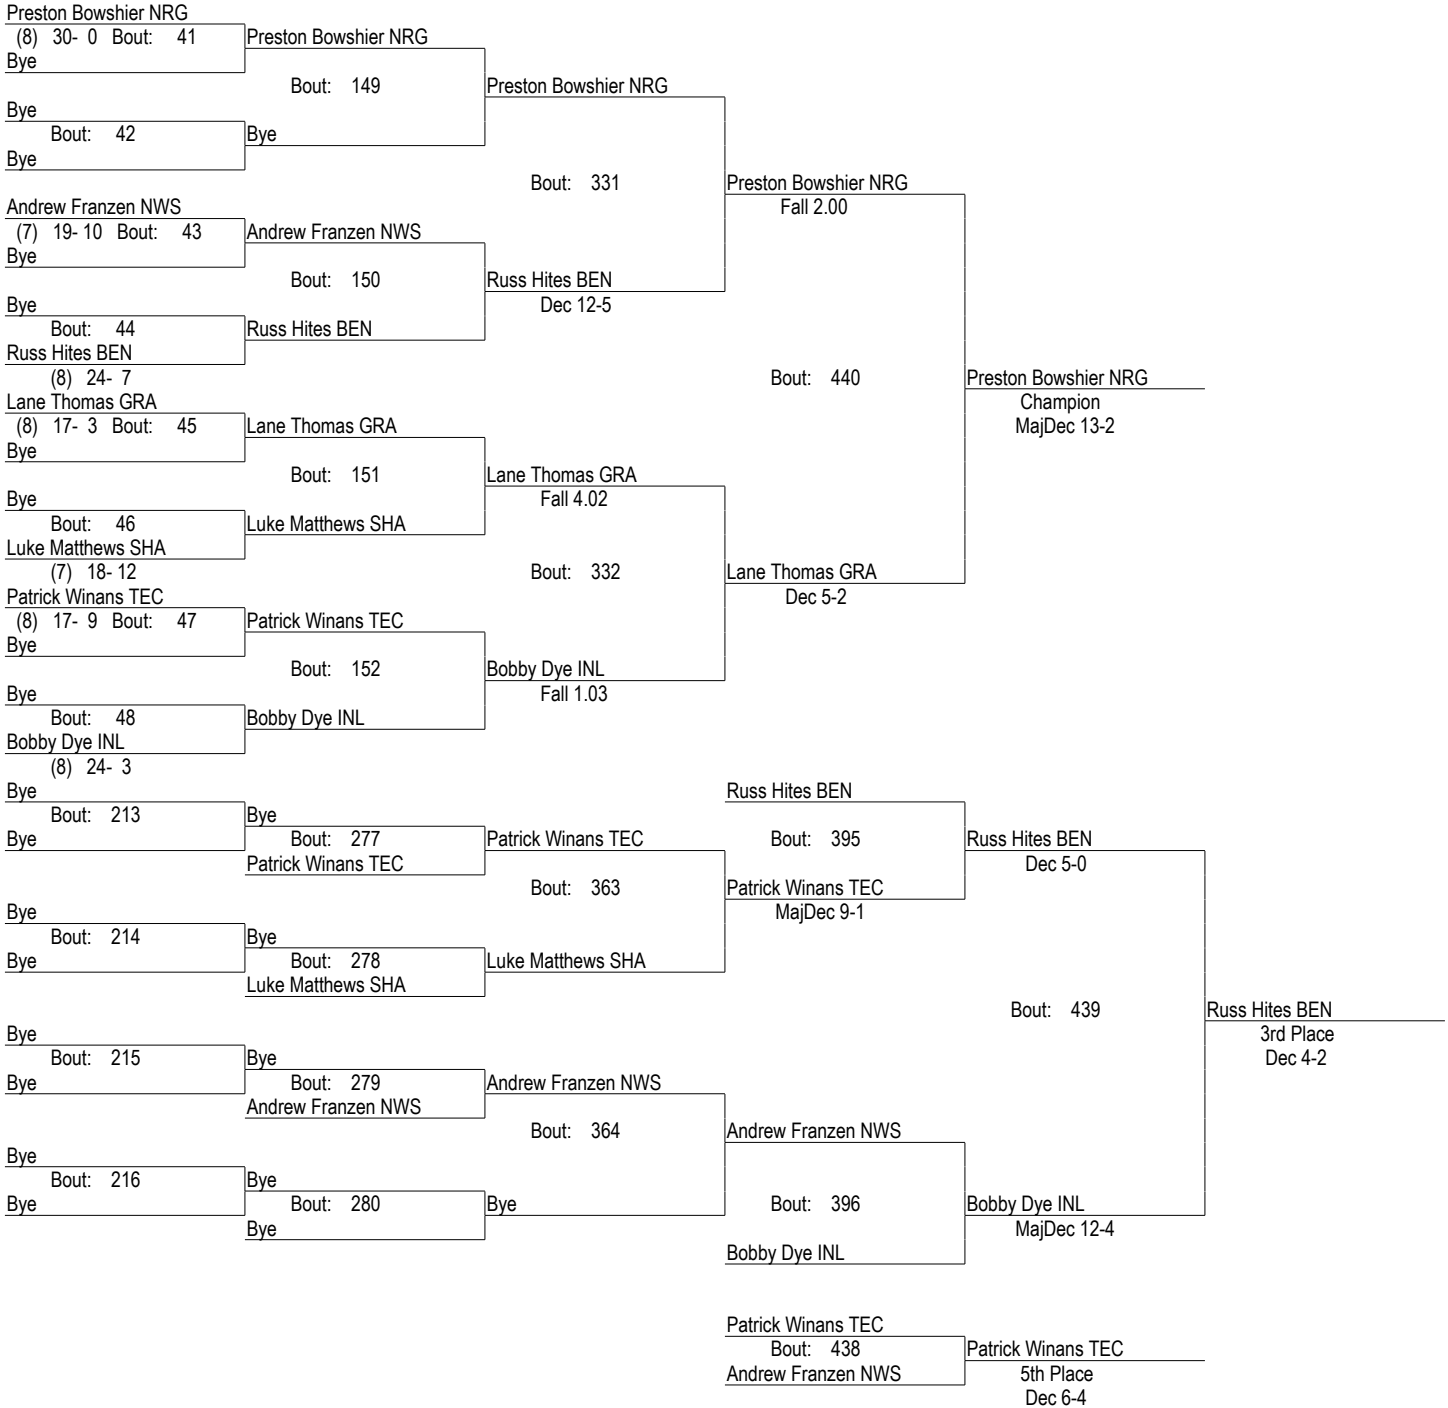 Preston Bowshier NRG
(8) 30- 0 Bout: 41 Preston Bowshier NRG
Bye
Bout: 149 Preston Bowshier NRG
Bye
Bout: 42 Bye
Bye
Bout: 331 Preston Bowshier NRG
Fall 2.00
Andrew Franzen NWS
(7) 19- 10 Bout: 43 Andrew Franzen NWS
Bye
Bout: 150 Russ Hites BEN
Bye Dec 12-5
Bout: 44 Russ Hites BEN
Russ Hites BEN
(8) 24- 7 Bout: 440 Preston Bowshier NRG
Lane Thomas GRA Champion
(8) 17- 3 Bout: 45 Lane Thomas GRA MajDec 13-2
Bye
Bout: 151 Lane Thomas GRA
Bye Fall 4.02
Bout: 46 Luke Matthews SHA
Luke Matthews SHA
(7) 18- 12 Bout: 332 Lane Thomas GRA
Patrick Winans TEC Dec 5-2
(8) 17- 9 Bout: 47 Patrick Winans TEC
Bye
Bout: 152 Bobby Dye INL
Bye Fall 1.03
Bout: 48 Bobby Dye INL
Bobby Dye INL
(8) 24- 3
Bye Russ Hites BEN
Bout: 213 Bye
Bye Bout: 277 Patrick Winans TEC Bout: 395 Russ Hites BEN
Patrick Winans TEC Dec 5-0
Bout: 363 Patrick Winans TEC
Bye MajDec 9-1
Bout: 214 Bye
Bye Bout: 278 Luke Matthews SHA
Luke Matthews SHA
Bout: 439 Russ Hites BEN
Bye 3rd Place
Bout: 215 Bye Dec 4-2
Bye Bout: 279 Andrew Franzen NWS
Andrew Franzen NWS
Bout: 364 Andrew Franzen NWS
Bye
Bout: 216 Bye
Bye Bout: 280 Bye Bout: 396 Bobby Dye INL
Bye MajDec 12-4
Bobby Dye INL
Patrick Winans TEC
Bout: 438 Patrick Winans TEC
Andrew Franzen NWS 5th Place
Dec 6-4